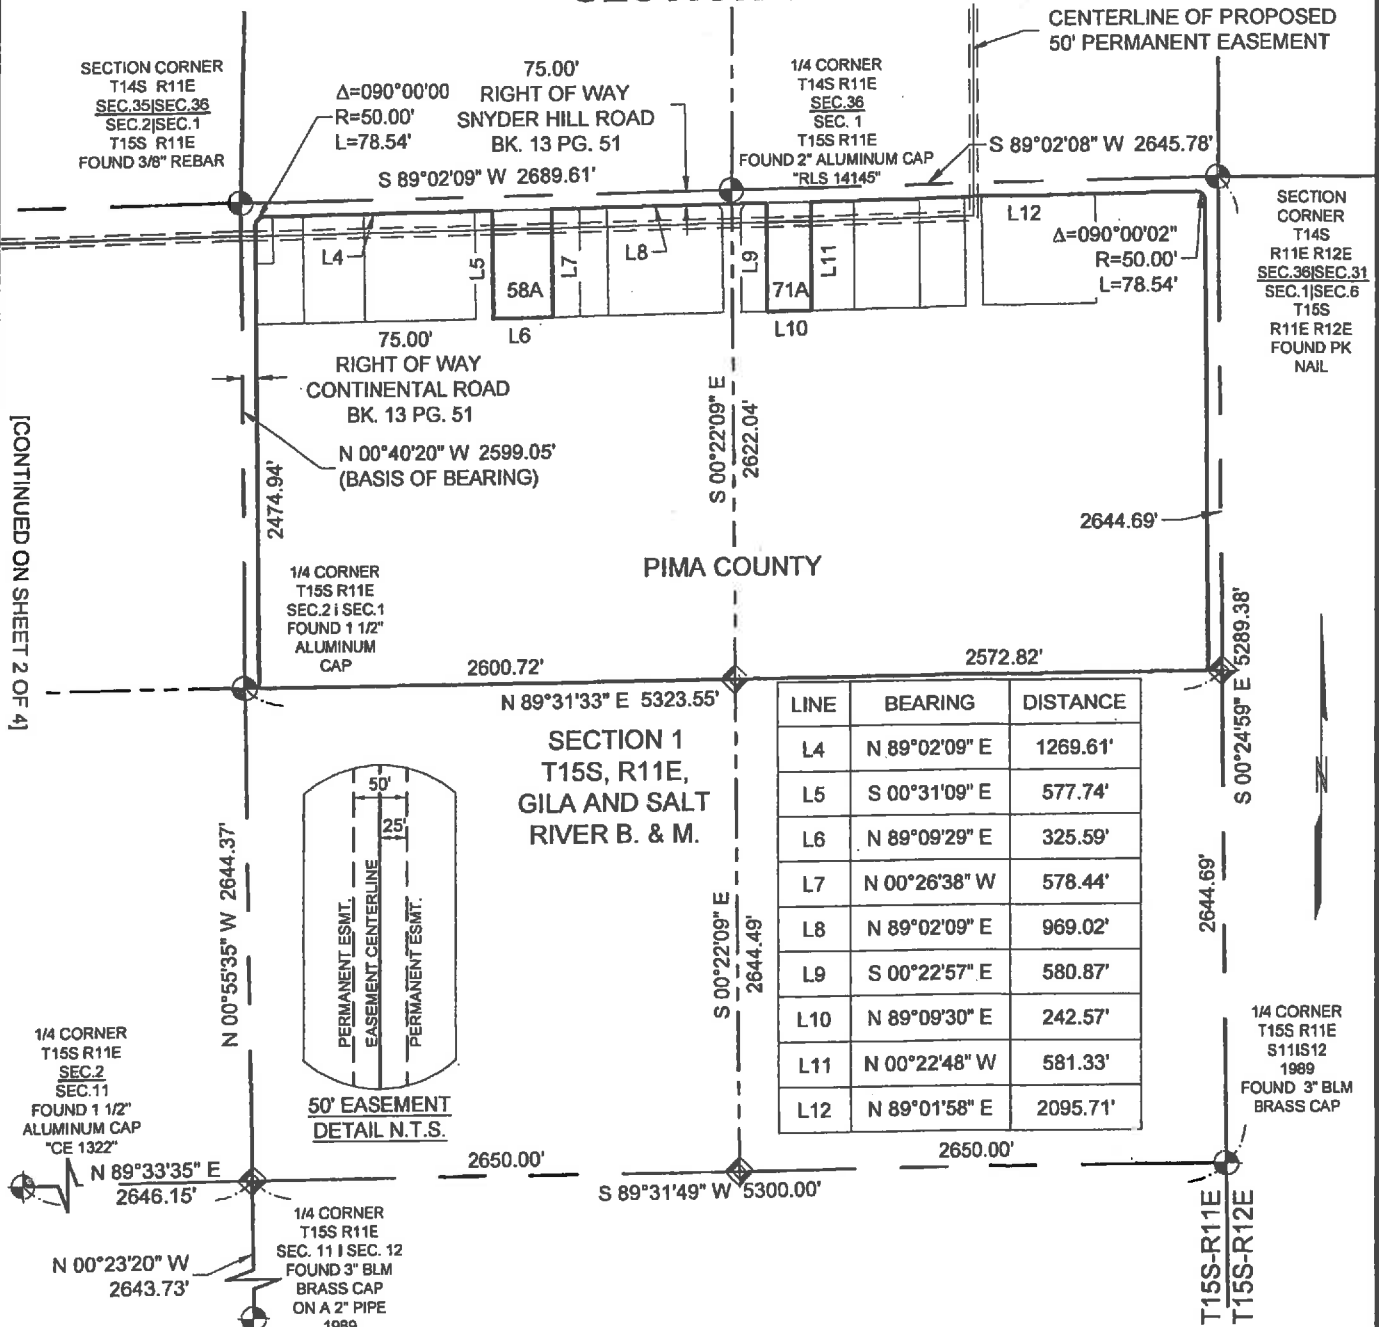 CENTERLINE OF PROPOSED
50' PERMANENT EASEMENT
SECTION CORNER
T14S R11E
SEC.35|SEC.36
SEC.2|SEC.1
T15S R11E
FOUND 3/8" REBAR
Δ=090°00'00
R=50.00'
L=78.54'
75.00'
RIGHT OF WAY
SNYDER HILL ROAD
BK. 13 PG. 51
1/4 CORNER
T14S R11E
SEC.36
SEC. 1
T15S R11E
FOUND 2" ALUMINUM CAP
"RLS 14145"
S 89°02'08" W 2645.78'
S 89°02'09" W 2689.61'
SECTION
CORNER
T14S
R11E R12E
SEC.36|SEC.31
SEC.1|SEC.6
T15S
R11E R12E
FOUND PK
NAIL
L4
L5
58A
L6
L7
L8
L9
71A
L10
L11
L12
Δ=090°00'02"
R=50.00'
L=78.54'
75.00'
RIGHT OF WAY
CONTINENTAL ROAD
BK. 13 PG. 51
N 00°40'20" W 2599.05'
(BASIS OF BEARING)
2474.94'
S 00°22'09" E
2622.04'
2644.69'
PIMA COUNTY
[CONTINUED ON SHEET 2 OF 4]
1/4 CORNER
T15S R11E
SEC.2 | SEC.1
FOUND 1 1/2"
ALUMINUM
CAP
2600.72'
2572.82'
N 89°31'33" E 5323.55'
S 00°24'59" E 5289.38'
SECTION 1
T15S, R11E,
GILA AND SALT
RIVER B. & M.
LINE BEARING DISTANCE
L4 N 89°02'09" E 1269.61'
L5 S 00°31'09" E 577.74'
L6 N 89°09'29" E 325.59'
L7 N 00°26'38" W 578.44'
L8 N 89°02'09" E 969.02'
L9 S 00°22'57" E 580.87'
L10 N 89°09'30" E 242.57'
L11 N 00°22'48" W 581.33'
L12 N 89°01'58" E 2095.71'
N
50'
25'
PERMANENT ESMT.
EASEMENT CENTERLINE
PERMANENT ESMT.
50' EASEMENT
DETAIL N.T.S.
N 00°55'35" W 2644.37'
S 00°22'09" E
2644.49'
2644.69'
1/4 CORNER
T15S R11E
SEC.2
SEC.11
FOUND 1 1/2"
ALUMINUM CAP
"CE 1322"
1/4 CORNER
T15S R11E
S11|S12
1989
FOUND 3" BLM
BRASS CAP
N 89°33'35" E
2646.15'
2650.00'
2650.00'
S 89°31'49" W 5300.00'
1/4 CORNER
T15S R11E
SEC. 11 | SEC. 12
FOUND 3" BLM
BRASS CAP
ON A 2" PIPE
1989
N 00°23'20" W
2643.73'
T15S-R11E
T15S-R12E